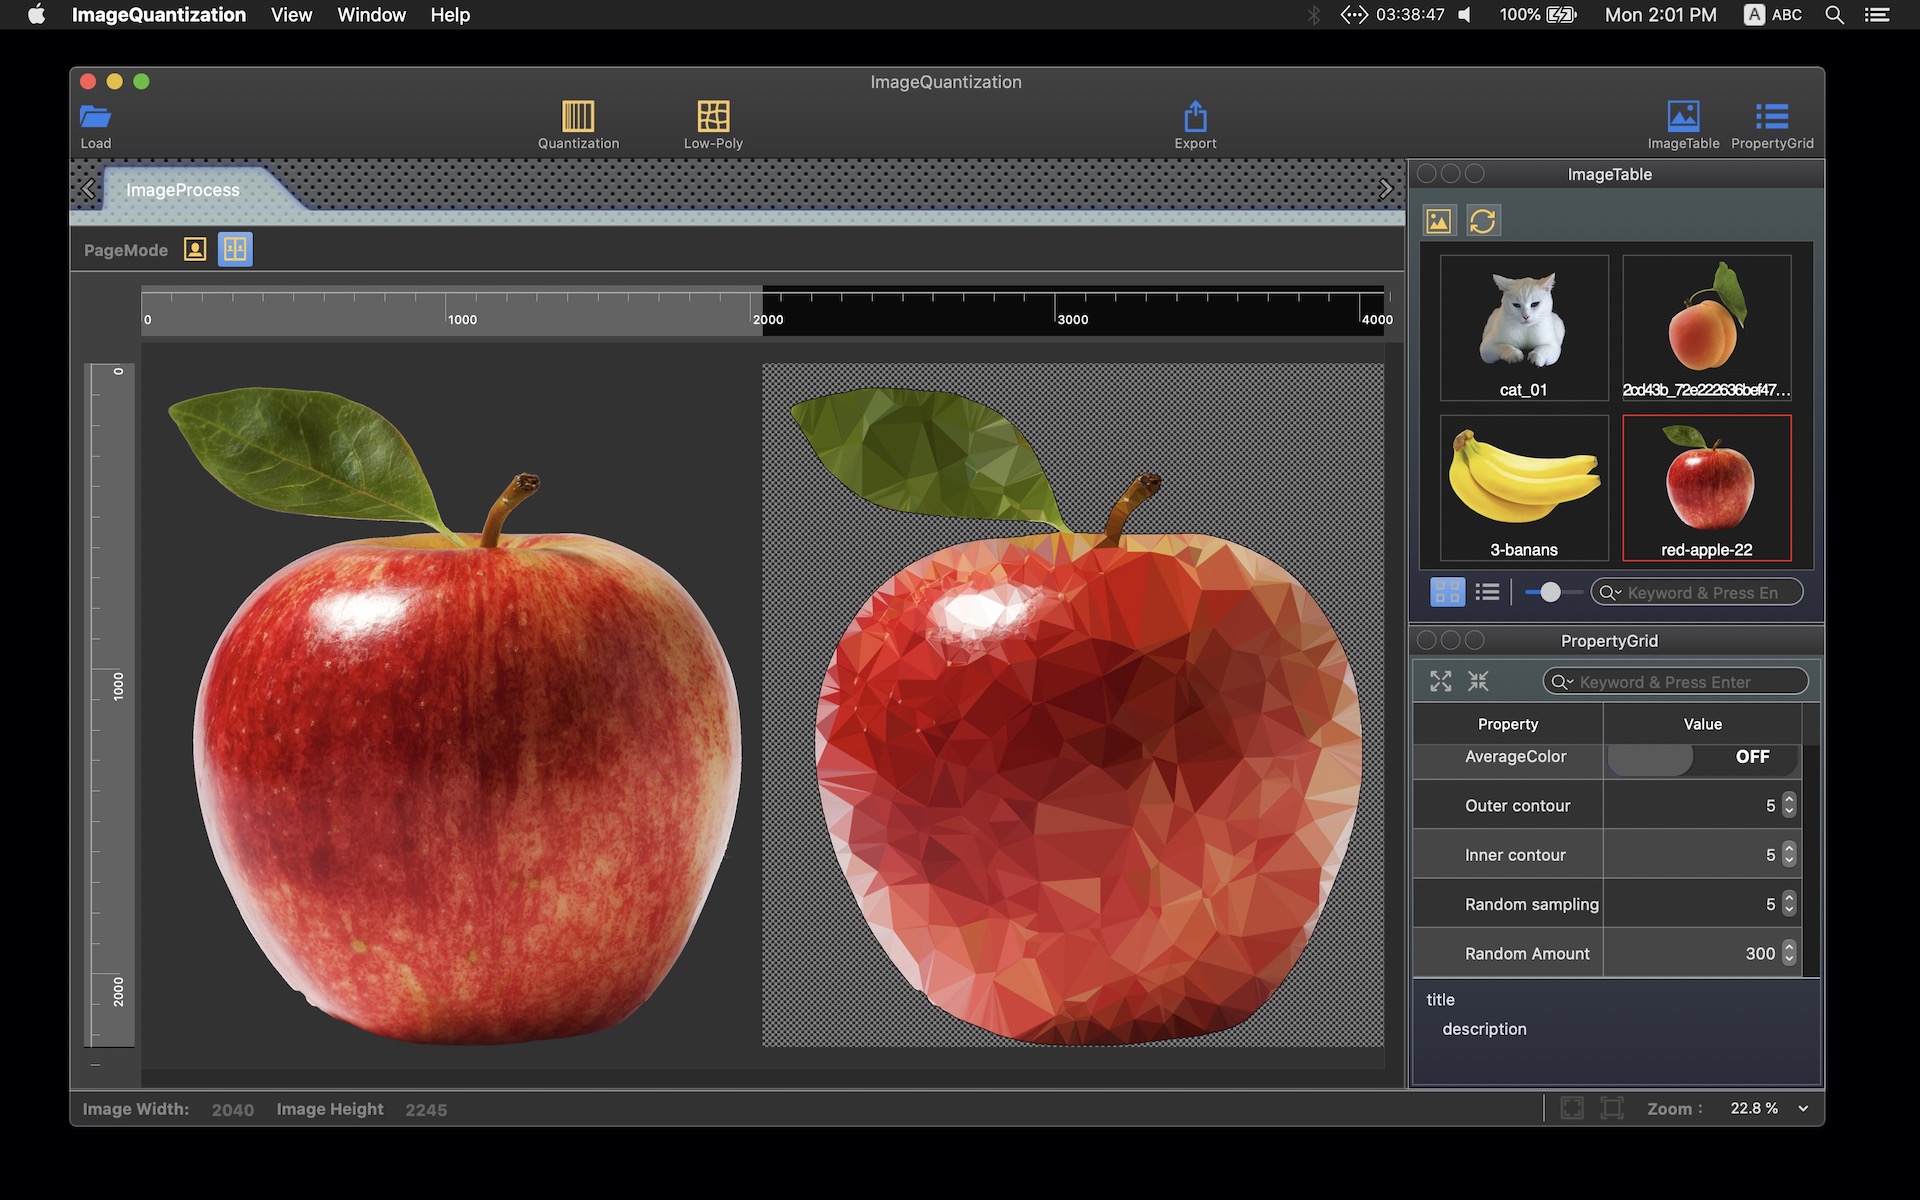 ImageQuantization View Window Help 03:38:47 100% Mon 2:01 PM A ABC
ImageQuantization
Load Quantization Low-Poly Export ImageTable PropertyGrid
ImageProcess
PageMode
0 1000 2000 3000 4000
0
1000
2000
ImageTable
cat_01 2cd43b_72e222636bef47...
3-banans red-apple-22
Keyword & Press En
PropertyGrid
Keyword & Press Enter
Property Value
AverageColor OFF
Outer contour 5
Inner contour 5
Random sampling 5
Random Amount 300
title
description
Image Width: 2040 Image Height 2245 Zoom : 22.8 %